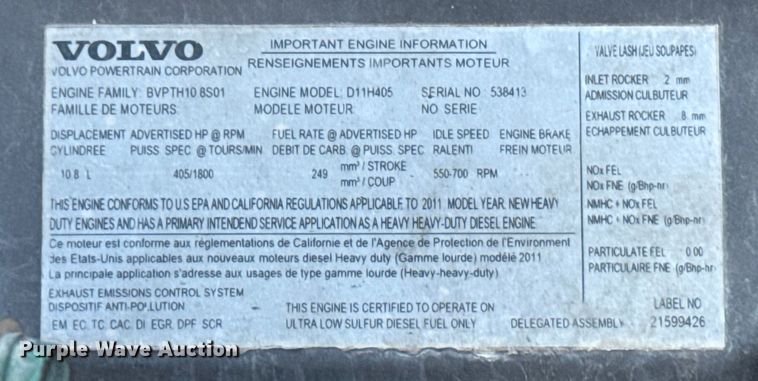 VOLVO
VOLVO POWERTRAIN CORPORATION
IMPORTANT ENGINE INFORMATION
RENSEIGNEMENTS IMPORTANTS MOTEUR
ENGINE FAMILY: BVPTH10 8S01 ENGINE MODEL: D11H405 SERIAL NO 538413
FAMILLE DE MOTEURS: MODELE MOTEUR: NO SERIE
DISPLACEMENT ADVERTISED HP @ RPM FUEL RATE @ ADVERTISED HP IDLE SPEED ENGINE BRAKE
CYLINDREE PUISS SPEC @ TOURS/MIN DEBIT DE CARB. @ PUISS. SPEC RALENTI FREIN MOTEUR
10.8 L 405/1800 249 mm³ / STROKE 550-700 RPM
mm³ / COUP
THIS ENGINE CONFORMS TO U S EPA AND CALIFORNIA REGULATIONS APPLICABLE TO 2011 MODEL YEAR NEW HEAVY
DUTY ENGINES AND HAS A PRIMARY INTENDEND SERVICE APPLICATION AS A HEAVY HEAVY-DUTY DIESEL ENGINE
Ce moteur est conforme aux réglementations de Californie et de l'Agence de Protection de l'Environment
des Etats-Unis applicables aux nouveaux moteurs diesel Heavy duty (Gamme lourde) modélé 2011
La principale application s'adresse aux usages de type gamme lourde (Heavy-heavy-duty)
EXHAUST EMISSIONS CONTROL SYSTEM
DISPOSITIF ANTI-POLLUTION
EM EC TC CAC DI EGR DPF SCR
THIS ENGINE IS CERTIFIED TO OPERATE ON
ULTRA LOW SULFUR DIESEL FUEL ONLY
DELEGATED ASSEMBLY
VALVE LASH (JEU SOUPAPES)
INLET ROCKER .2 mm
ADMISSION CULBUTEUR
EXHAUST ROCKER .8 mm
ECHAPPEMENT CULBUTEUR
NOx FEL
NOx FNE (g/Bhp-hr)
NMHC + NOx FEL
NMHC + NOx FNE (g/Bhp-hr)
PARTICULATE FEL 0.00
PARTICULAIRE FNE (g/Bhp-hr)
LABEL NO
21599426
Purple Wave Auction